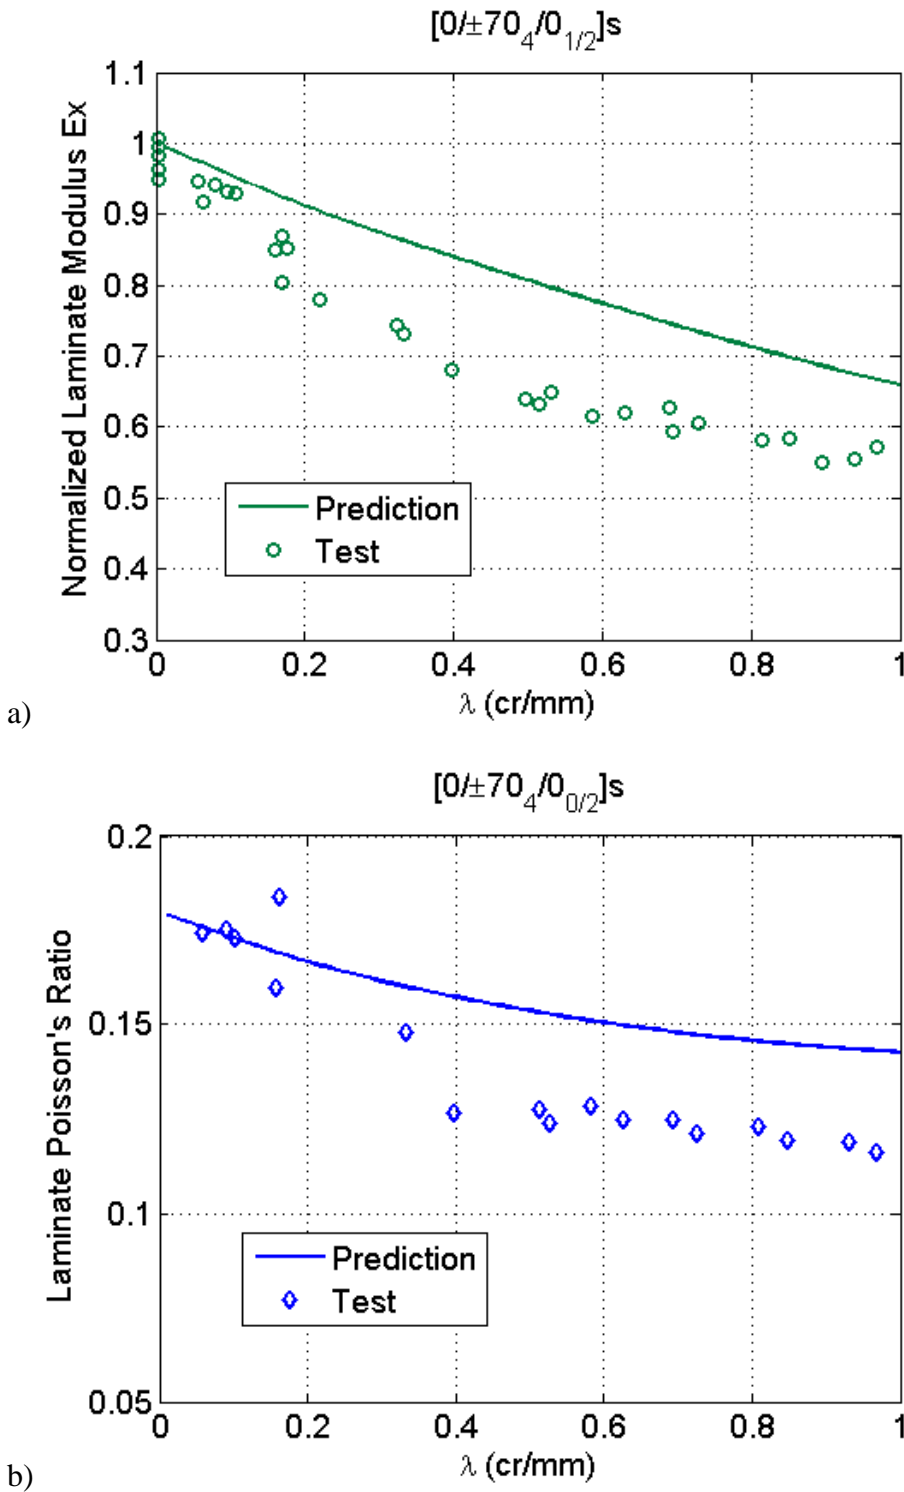 [0/±70₄/0₁/₂]s
Normalized Laminate Modulus Ex
1.1
1
0.9
0.8
0.7
0.6
0.5
0.4
0.3
Prediction
Test
0 0.2 0.4 0.6 0.8 1
λ (cr/mm)
a)
[0/±70₄/0₀/₂]s
Laminate Poisson's Ratio
0.2
0.15
0.1
0.05
Prediction
Test
0 0.2 0.4 0.6 0.8 1
λ (cr/mm)
b)